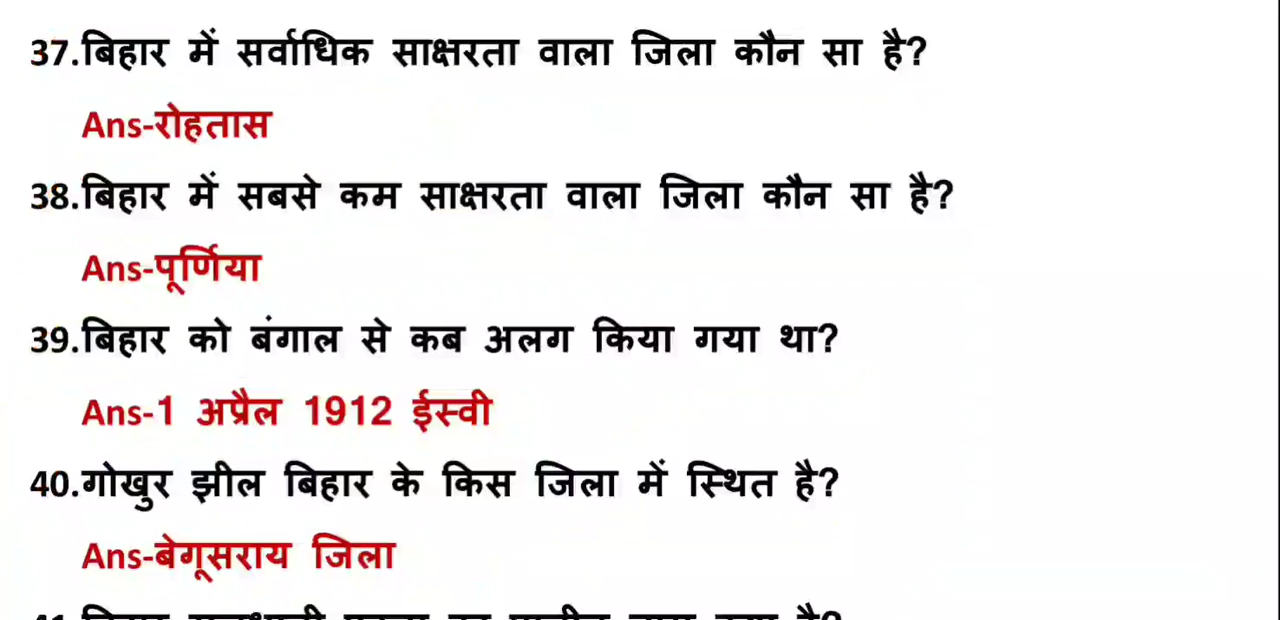 37.बिहार में सर्वाधिक साक्षरता वाला जिला कौन सा है?
Ans-रोहतास
38.बिहार में सबसे कम साक्षरता वाला जिला कौन सा है?
Ans-पूर्णिया
39.बिहार को बंगाल से कब अलग किया गया था?
Ans-1 अप्रैल 1912 ईस्वी
40.गोखुर झील बिहार के किस जिला में स्थित है?
Ans-बेगूसराय जिला